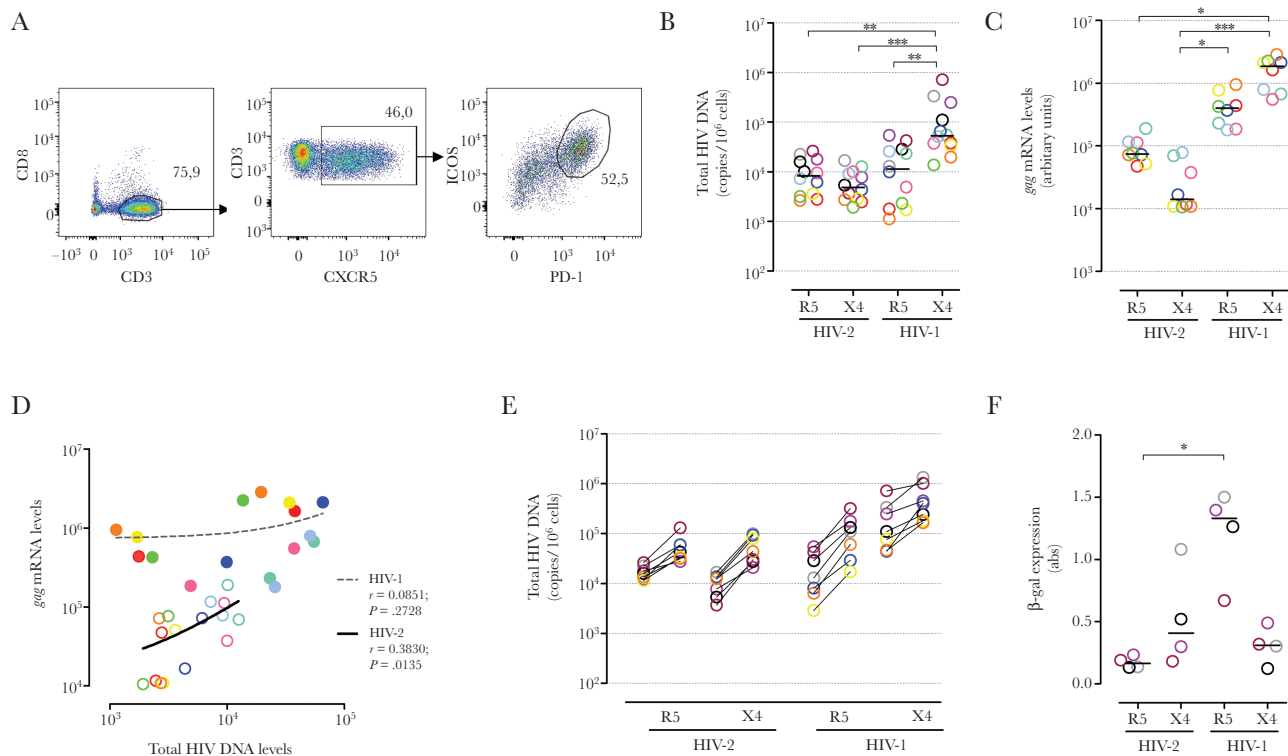 A
CD8
10⁵
10⁴
10³
0
75,9
−10³
0
10³
10⁴
10⁵
CD3
CD3
10⁵
10⁴
10³
0
10³
46,0
0
10³
10⁴
CXCR5
ICOS
10⁵
10⁴
10³
0
52,5
0
10³
10⁴
PD-1
B
Total HIV DNA
(copies/10⁶ cells)
10⁷
10⁶
10⁵
10⁴
10³
10²
**
***
**
R5 X4 R5 X4
HIV-2 HIV-1
C
gag mRNA levels
(arbitary units)
10⁷
10⁶
10⁵
10⁴
10³
*
***
*
R5 X4 R5 X4
HIV-2 HIV-1
D
gag mRNA levels
10⁷
10⁶
10⁵
10⁴
10³ 10⁴ 10⁵
Total HIV DNA levels
HIV-1
r = 0.0851;
P = .2728
HIV-2
r = 0.3830;
P = .0135
E
Total HIV DNA
(copies/10⁶ cells)
10⁷
10⁶
10⁵
10⁴
10³
10²
R5 X4 R5 X4
HIV-2 HIV-1
F
β-gal expression
(abs)
2.0
1.5
1.0
0.5
0.0
*
R5 X4 R5 X4
HIV-2 HIV-1